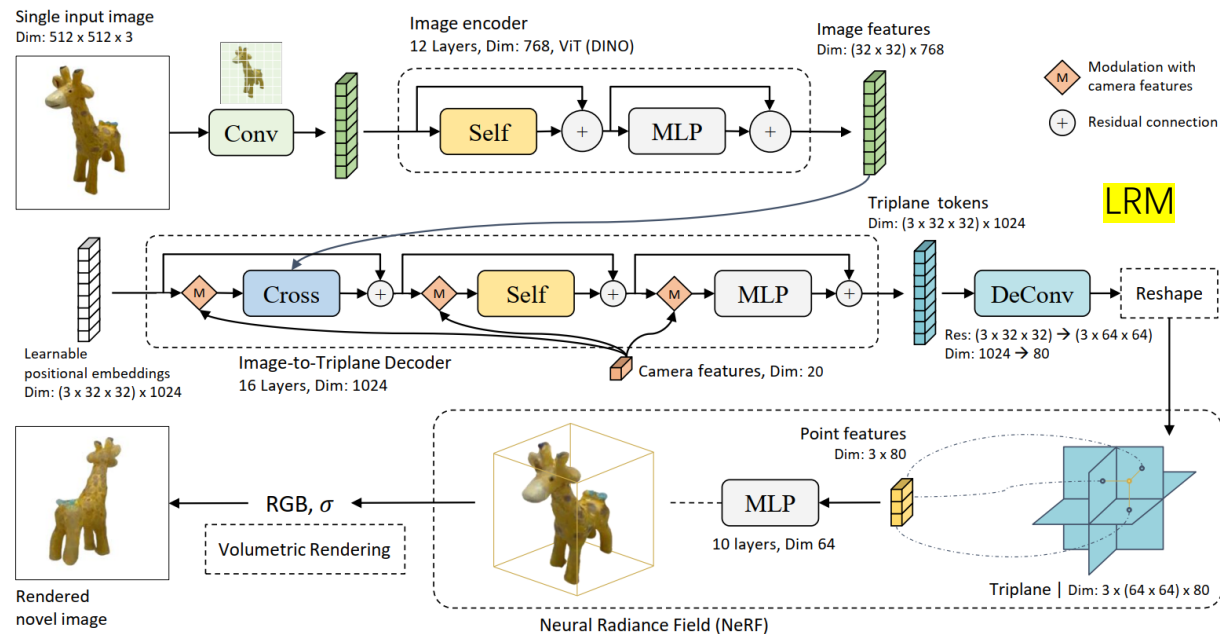 Single input image
Dim: 512 x 512 x 3
Conv
Image encoder
12 Layers, Dim: 768, ViT (DINO)
Self
+
MLP
+
Image features
Dim: (32 x 32) x 768
M
Modulation with
camera features
+
Residual connection
LRM
Triplane tokens
Dim: (3 x 32 x 32) x 1024
M
Cross
+
M
Self
+
M
MLP
+
DeConv
Reshape
Res: (3 x 32 x 32) → (3 x 64 x 64)
Dim: 1024 → 80
Learnable
positional embeddings
Dim: (3 x 32 x 32) x 1024
Image-to-Triplane Decoder
16 Layers, Dim: 1024
Camera features, Dim: 20
Point features
Dim: 3 x 80
MLP
10 layers, Dim 64
RGB, σ
Volumetric Rendering
Triplane | Dim: 3 x (64 x 64) x 80
Rendered
novel image
Neural Radiance Field (NeRF)